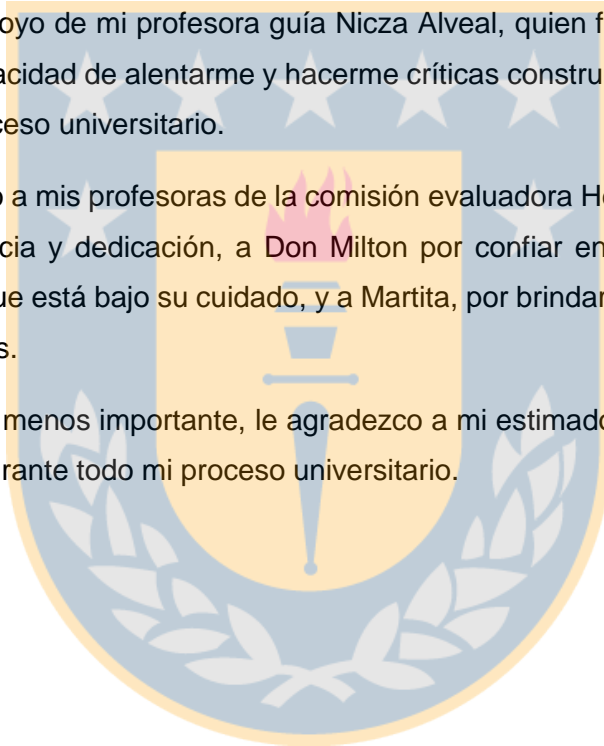 oyo de mi profesora guía Nicza Alveal, quien f
acidad de alentarme y hacerme críticas constru
ceso universitario.
o a mis profesoras de la comisión evaluadora He
cia y dedicación, a Don Milton por confiar en
ue está bajo su cuidado, y a Martita, por brindar
s.
menos importante, le agradezco a mi estimado
rante todo mi proceso universitario.